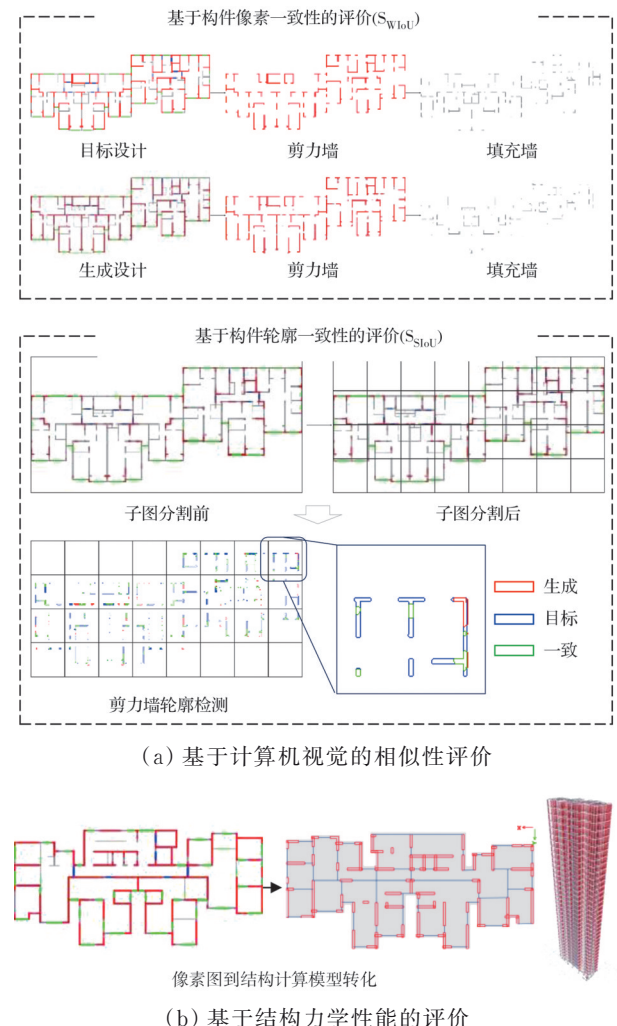 基于构件像素一致性的评价(S_WIoU)
目标设计 剪力墙 填充墙
生成设计 剪力墙 填充墙
基于构件轮廓一致性的评价(S_SIoU)
子图分割前 子图分割后
生成
目标
一致
剪力墙轮廓检测
(a) 基于计算机视觉的相似性评价
像素图到结构计算模型转化
(b) 基于结构力学性能的评价